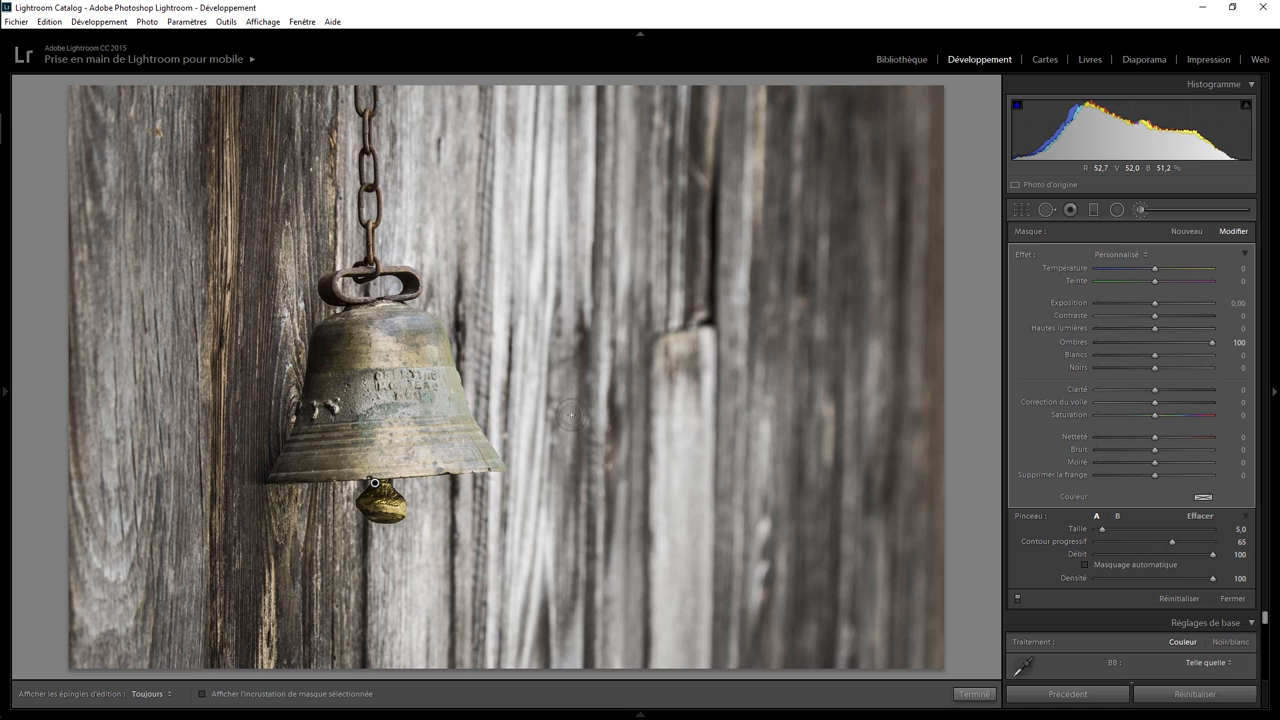 Lr Lightroom Catalog - Adobe Photoshop Lightroom - Développement
Fichier Edition Développement Photo Paramètres Outils Affichage Fenêtre Aide
Lr
Adobe Lightroom CC 2015
Prise en main de Lightroom pour mobile
Bibliothèque | Développement | Cartes | Livres | Diaporama | Impression | Web
Histogramme
R 52,7 V 52,0 B 51,2 %
Photo d'origine
Masque : Nouveau Modifier
Effet : Personnalisé
Température 0
Teinte 0
Exposition 0,00
Contraste 0
Hautes lumières 0
Ombres 100
Blancs 0
Noirs 0
Clarté 0
Correction du voile 0
Saturation 0
Netteté 0
Bruit 0
Moiré 0
Supprimer la frange 0
Couleur
Pinceau : A B Effacer
Taille 5,0
Contour progressif 65
Débit 100
Masquage automatique
Densité 100
Réinitialiser Fermer
Réglages de base
Traitement : Couleur Noir/blanc
BB : Telle quelle
Afficher les épingles d'édition : Toujours Afficher l'incrustation de masque sélectionnée Terminé
Précédent Réinitialiser